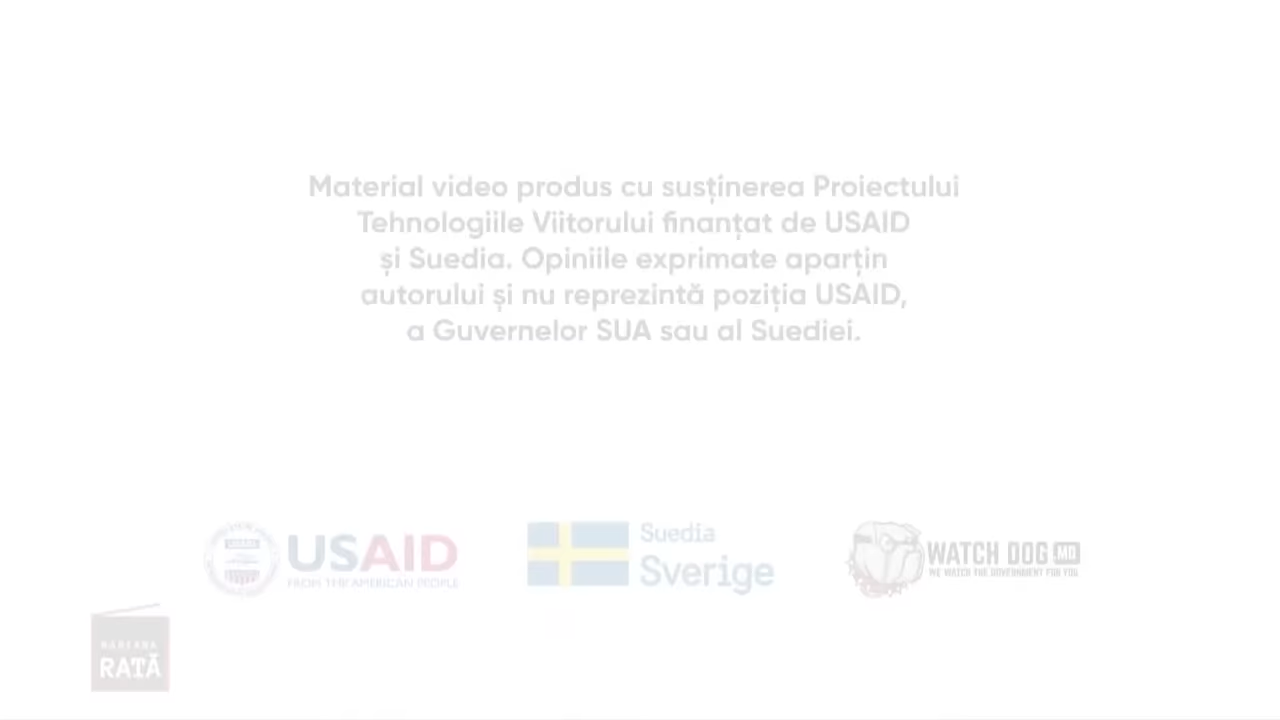 Material video produs cu susținerea Proiectului
Tehnologiile Viitorului finanțat de USAID
și Suedia. Opiniile exprimate aparțin
autorului și nu reprezintă poziția USAID,
a Guvernelor SUA sau al Suediei.
USAID
FROM THE AMERICAN PEOPLE
Suedia
Sverige
WATCH DOG .MD
WE WATCH THE GOVERNMENT FOR YOU
MARIANA
RAȚĂ